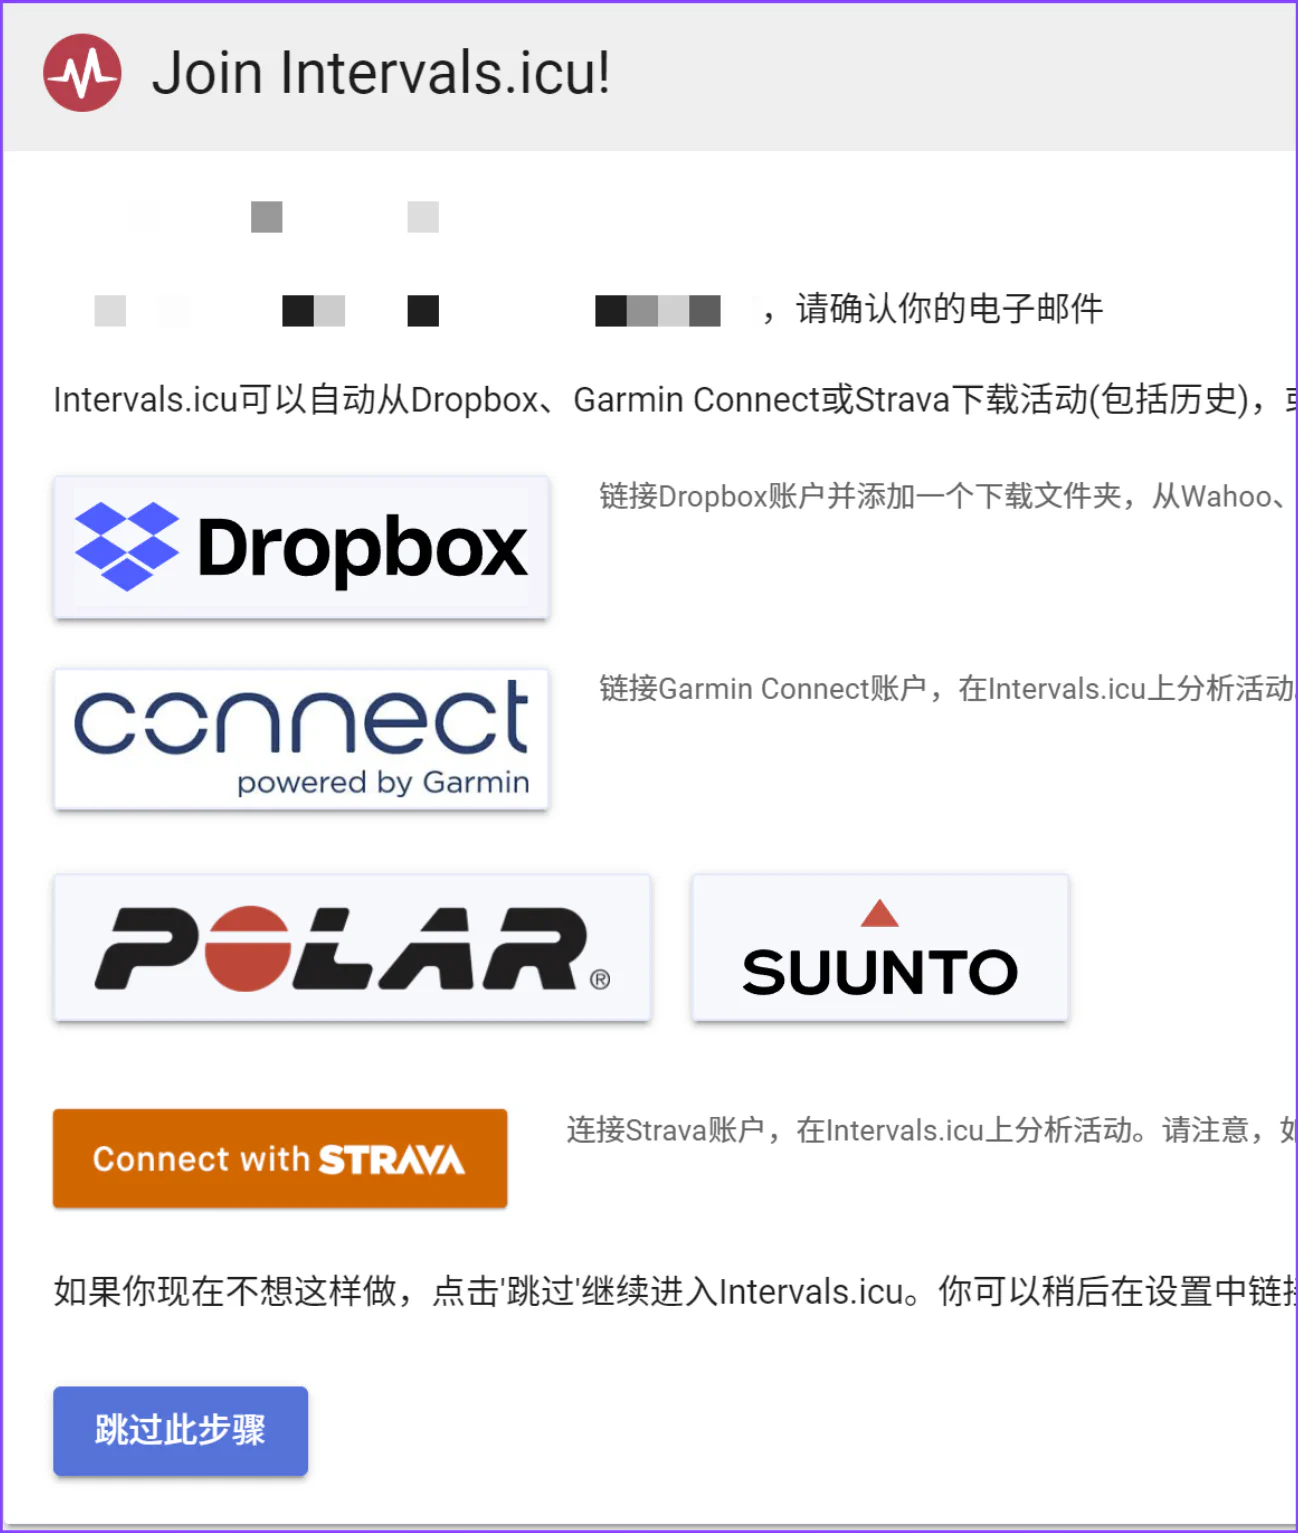 Join Intervals.icu!
，请确认你的电子邮件
Intervals.icu可以自动从Dropbox、Garmin Connect或Strava下载活动(包括历史)，
Dropbox
链接Dropbox账户并添加一个下载文件夹，从Wahoo、
connect
powered by Garmin
链接Garmin Connect账户，在Intervals.icu上分析活动
POLAR®
SUUNTO
Connect with STRAVA
连接Strava账户，在Intervals.icu上分析活动。请注意，如
如果你现在不想这样做，点击'跳过'继续进入Intervals.icu。你可以稍后在设置中链接
跳过此步骤